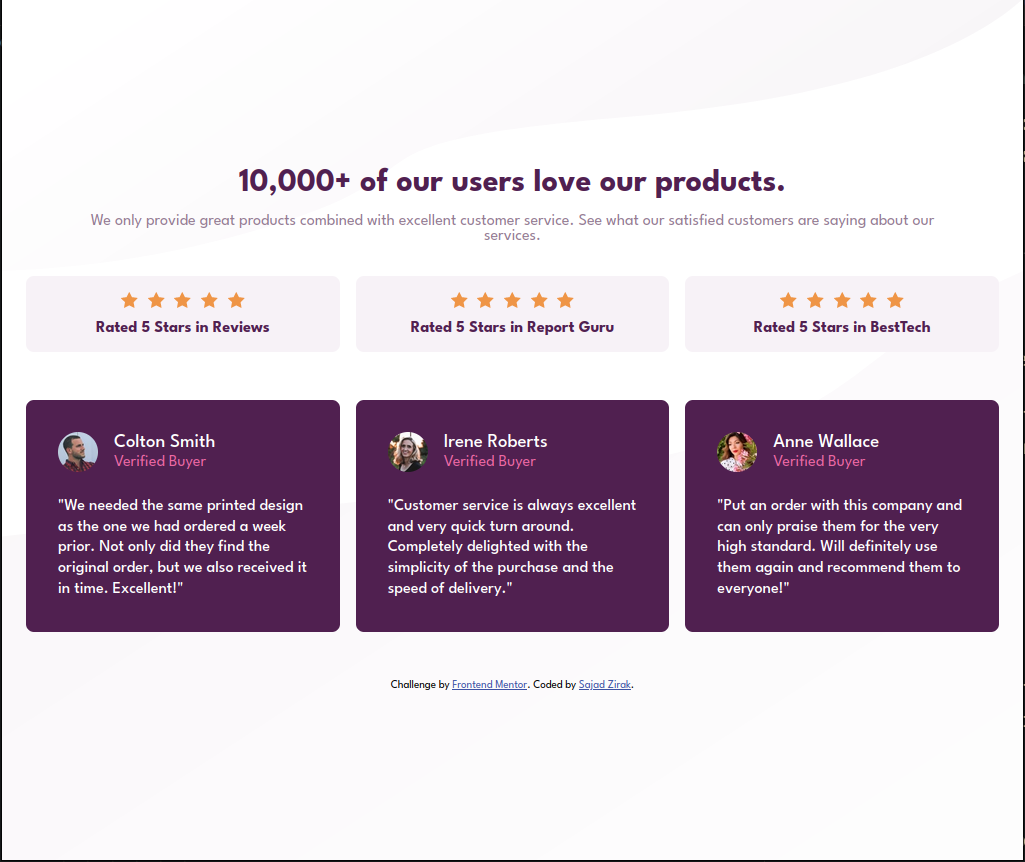 10,000+ of our users love our products.
We only provide great products combined with excellent customer service. See what our satisfied customers are saying about our
services.
Rated 5 Stars in Reviews
Rated 5 Stars in Report Guru
Rated 5 Stars in BestTech
Colton Smith
Verified Buyer
"We needed the same printed design
as the one we had ordered a week
prior. Not only did they find the
original order, but we also received it
in time. Excellent!"
Irene Roberts
Verified Buyer
"Customer service is always excellent
and very quick turn around.
Completely delighted with the
simplicity of the purchase and the
speed of delivery."
Anne Wallace
Verified Buyer
"Put an order with this company and
can only praise them for the very
high standard. Will definitely use
them again and recommend them to
everyone!"
Challenge by Frontend Mentor. Coded by Sajad Zirak.